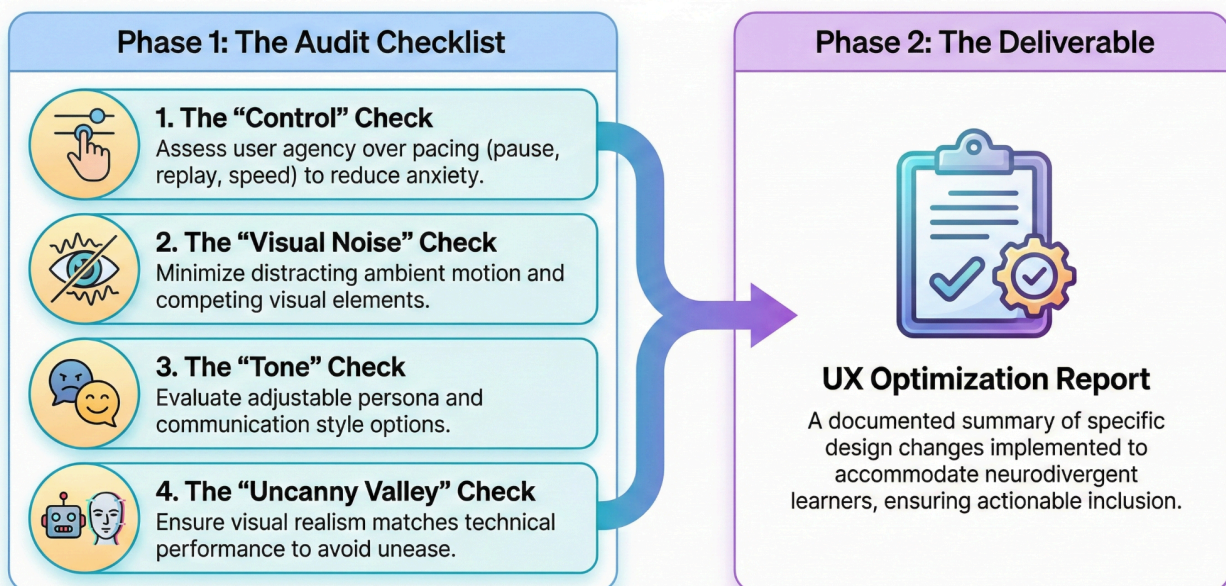 Phase 1: The Audit Checklist
1. The “Control” Check
Assess user agency over pacing (pause,
replay, speed) to reduce anxiety.
2. The “Visual Noise” Check
Minimize distracting ambient motion and
competing visual elements.
3. The “Tone” Check
Evaluate adjustable persona and
communication style options.
4. The “Uncanny Valley” Check
Ensure visual realism matches technical
performance to avoid unease.
Phase 2: The Deliverable
UX Optimization Report
A documented summary of specific
design changes implemented to
accommodate neurodivergent
learners, ensuring actionable inclusion.